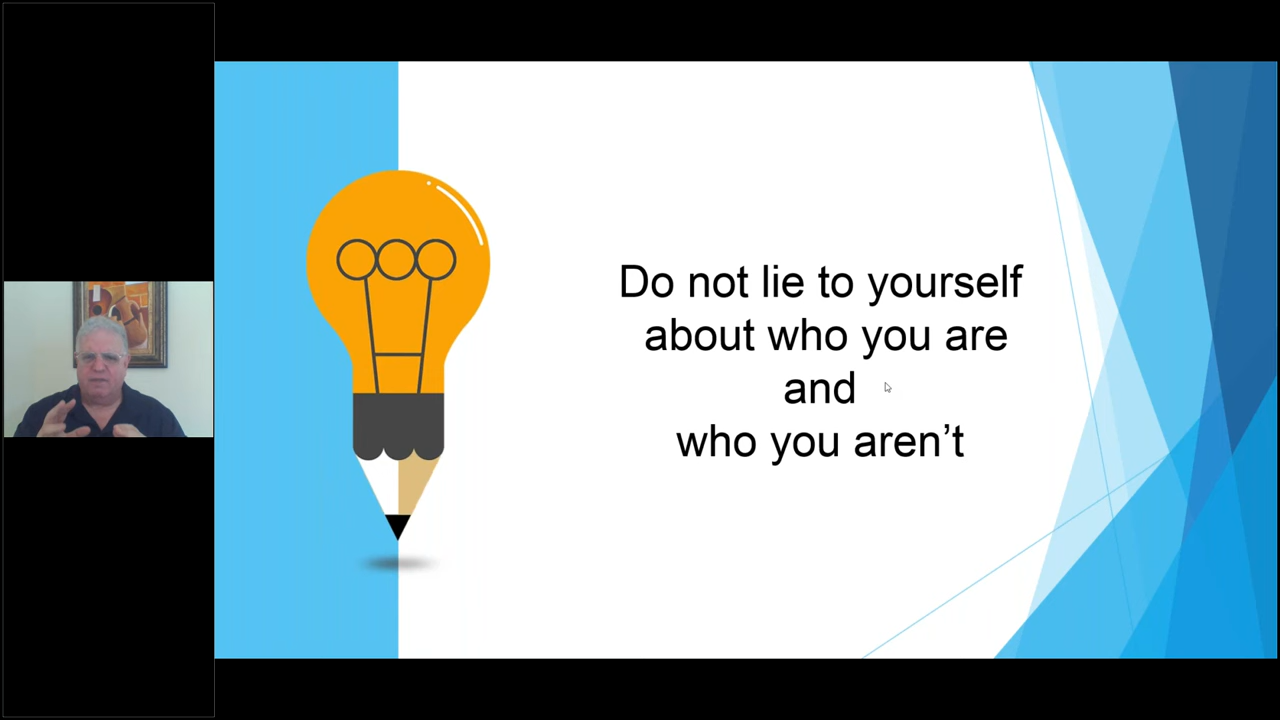 Do not lie to yourself
about who you are
and
who you aren’t